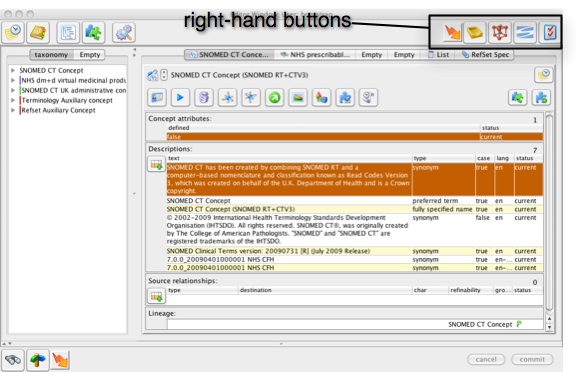 right-hand buttons
taxonomy Empty
SNOMED CT Conce... NHS prescribabl... Empty Empty List RefSet Spec
SNOMED CT Concept
NHS dm+d virtual medicinal produ
SNOMED CT UK administrative con
Terminology Auxiliary concept
Refset Auxiliary Concept
SNOMED CT Concept (SNOMED RT+CTV3)
Concept attributes: 1
defined status
false current
Descriptions: 7
text type case lang status
SNOMED CT has been created by combining SNOMED RT and a synonym true en current
computer-based nomenclature and classification known as Read Codes Version
3, which was created on behalf of the U.K. Department of Health and is a Crown
copyright.
SNOMED CT Concept preferred term true en current
SNOMED CT Concept (SNOMED RT+CTV3) fully specified name true en current
© 2002-2009 International Health Terminology Standards Development synonym false en current
Organisation (IHTSDO). All rights reserved. SNOMED CT®, was originally created
by The College of American Pathologists. "SNOMED" and "SNOMED CT" are
registered trademarks of the IHTSDO.
SNOMED Clinical Terms version: 20090731 [R] (July 2009 Release) synonym true en current
7.0.0_20090401000001 NHS CFH synonym true en-... current
7.0.0_20090401000001 NHS CFH synonym true en-... current
Source relationships: 0
type destination char refinability gro... status
Lineage:
SNOMED CT Concept
cancel commit